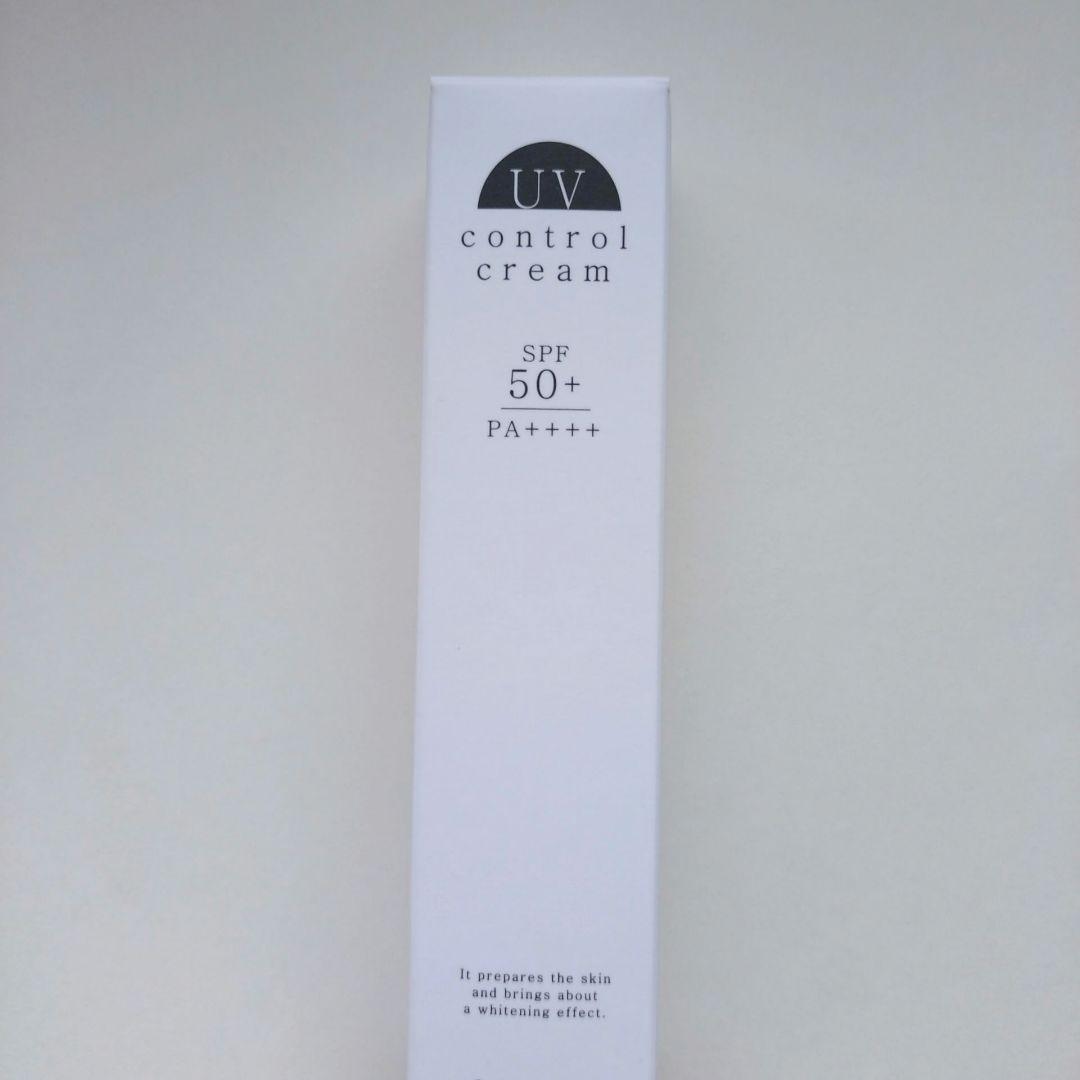 UV
control
cream
SPF
50+
PA++++
It prepares the skin
and brings about
a whitening effect.